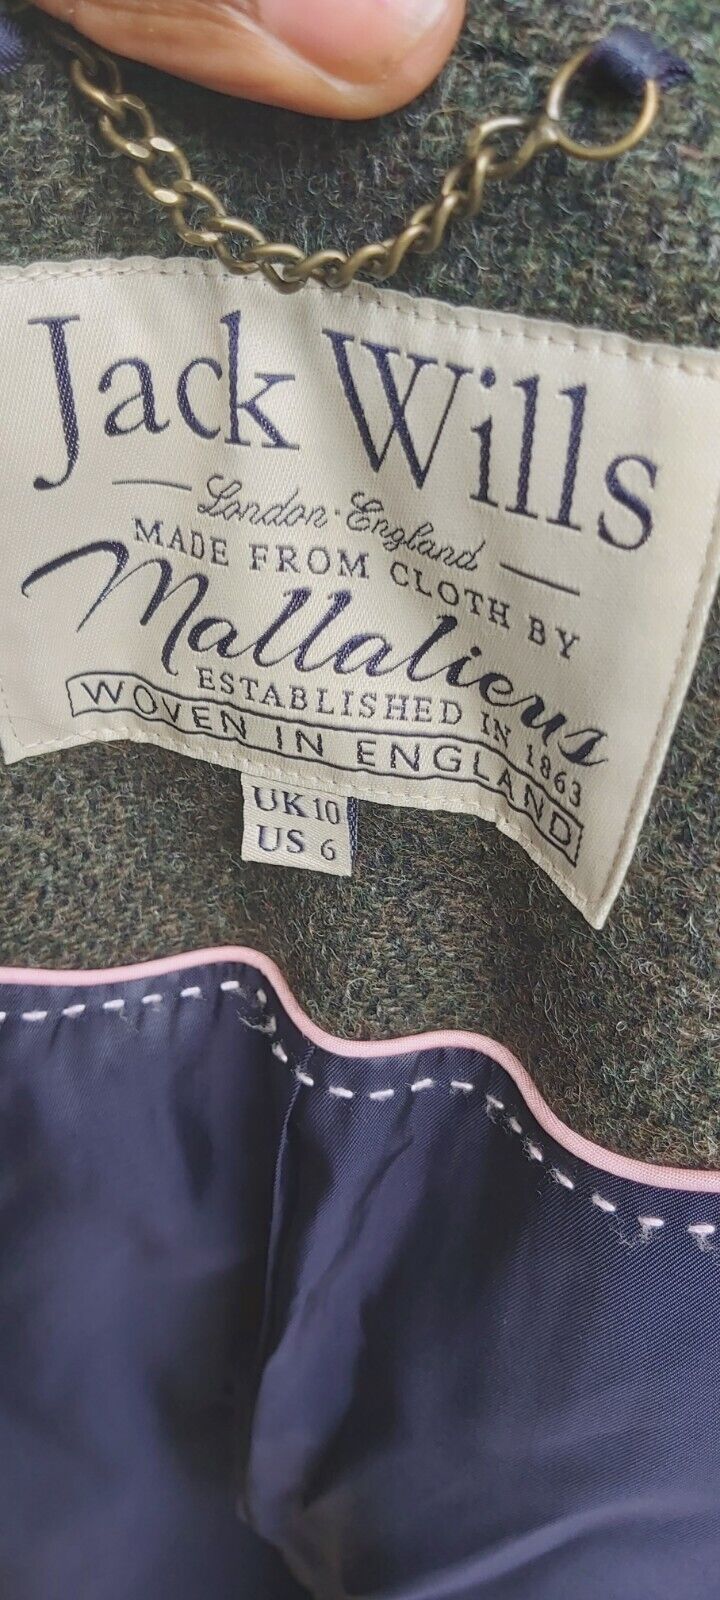 Jack Wills
London·England
MADE FROM CLOTH BY
Mallalieus
ESTABLISHED IN 1863
WOVEN IN ENGLAND
UK 10
US 6